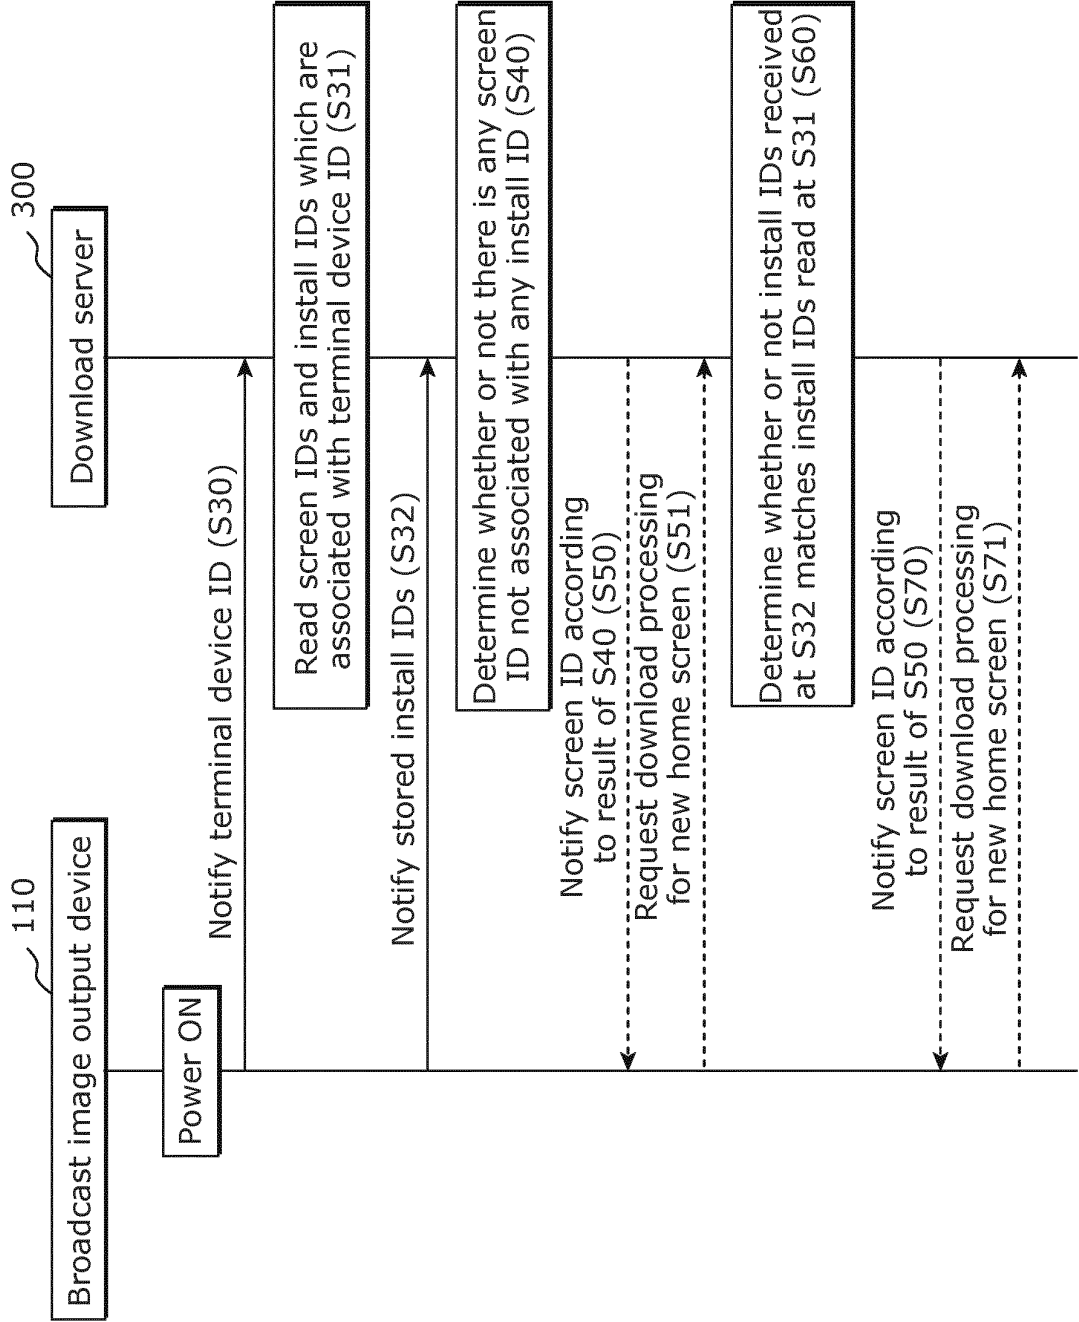 110
Broadcast image output device
300
Download server
Power ON
Notify terminal device ID (S30)
Read screen IDs and install IDs which are
associated with terminal device ID (S31)
Notify stored install IDs (S32)
Determine whether or not there is any screen
ID not associated with any install ID (S40)
Notify screen ID according
to result of S40 (S50)
Request download processing
for new home screen (S51)
Determine whether or not install IDs received
at S32 matches install IDs read at S31 (S60)
Notify screen ID according
to result of S50 (S70)
Request download processing
for new home screen (S71)